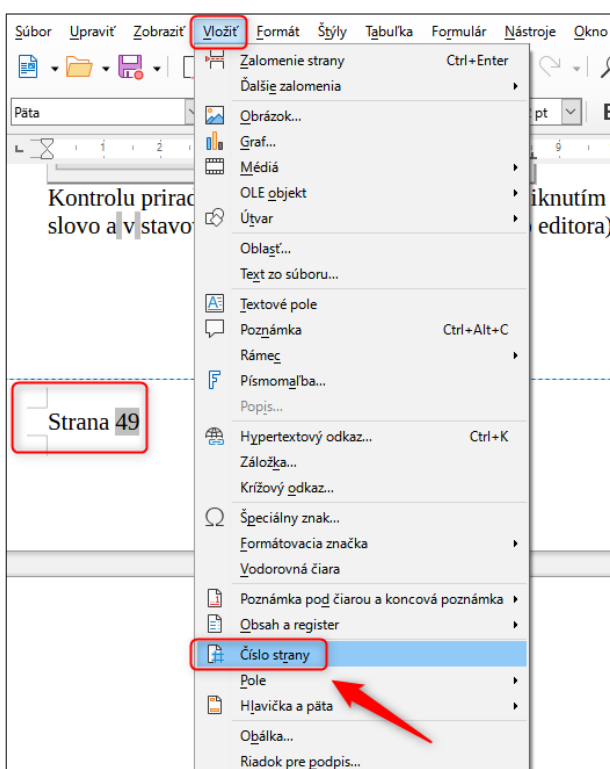 Súbor Upraviť Zobraziť Vložiť Formát Štýly Tabuľka Formulár Nástroje Okno
Zalomenie strany Ctrl+Enter
Ďalšie zalomenia
Päta
pt
Obrázok...
Graf...
1 2 9
Médiá
OLE objekt
Kontrolu iknutím
Útvar
slovo a v editora)
Oblasť...
Text zo súboru...
Textové pole
Poznámka Ctrl+Alt+C
Rámec
Písmomaľba...
Popis...
Strana 49
Hypertextový odkaz... Ctrl+K
Záložka...
Krížový odkaz...
Špeciálny znak...
Formátovacia značka
Vodorovná čiara
Poznámka pod čiarou a koncová poznámka
Obsah a register
Číslo strany
Pole
Hlavička a päta
Obálka...
Riadok pre podpis...